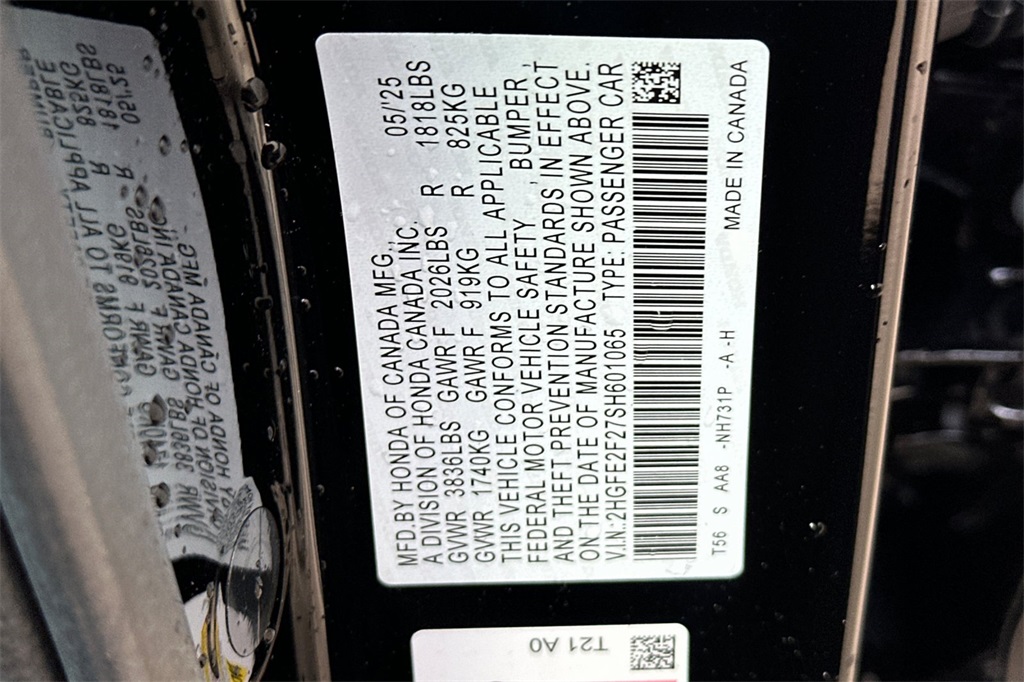 MFD.BY HONDA OF CANADA MFG., 05/'25
A DIVISION OF HONDA CANADA INC.
GVWR 3836LBS GAWR F 2026LBS R 1818LBS
GVWR 1740KG GAWR F 919KG R 825KG
THIS VEHICLE CONFORMS TO ALL APPLICABLE
FEDERAL MOTOR VEHICLE SAFETY, BUMPER,
AND THEFT PREVENTION STANDARDS IN EFFECT
ON THE DATE OF MANUFACTURE SHOWN ABOVE.
V.I.N.:2HGFE2F27SH601065 TYPE: PASSENGER CAR
T56 S AA8 -NH731P -A -H MADE IN CANADA
T21 A0